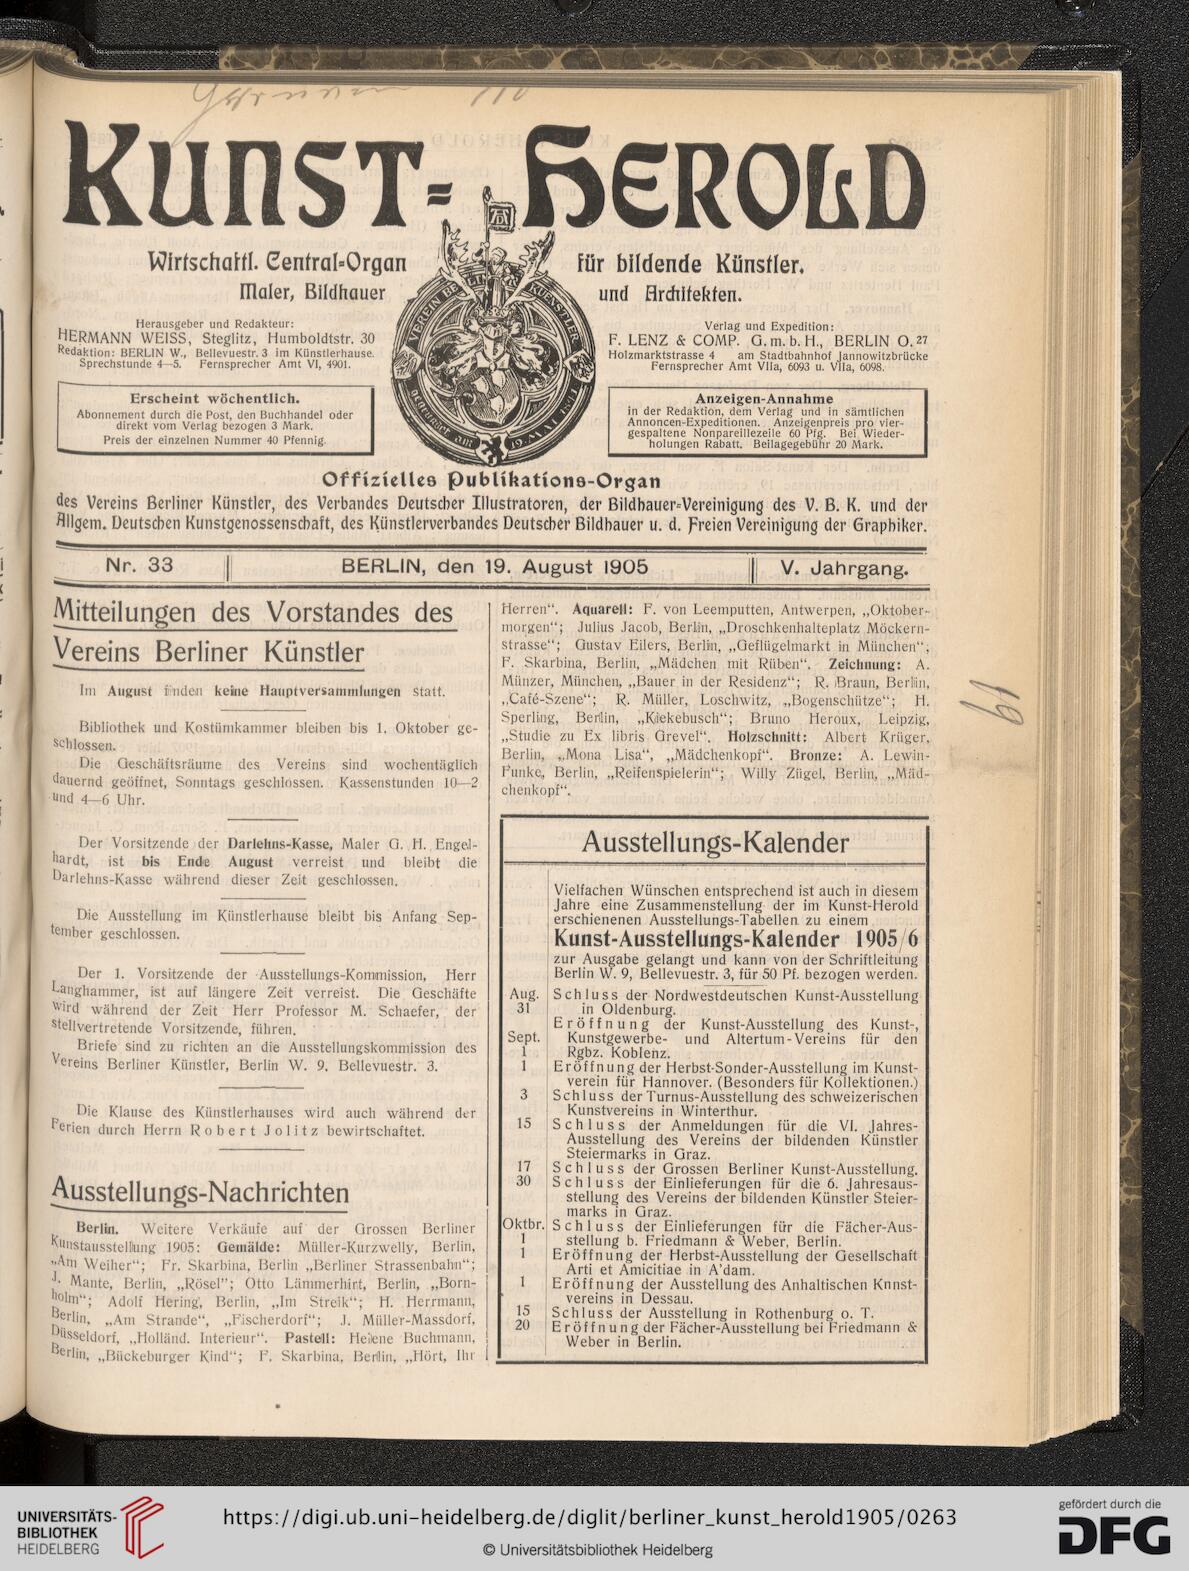 KUNST=HEROLD
Wirtschaftl. Central=Organ für bildende Künstler,
Maler, Bildhauer und Architekten.
Herausgeber und Redakteur:
HERMANN WEISS, Steglitz, Humboldtstr. 30
Redaktion: BERLIN W., Bellevuestr. 3 im Künstlerhause.
Sprechstunde 4—5. Fernsprecher Amt VI, 4901.
Erscheint wöchentlich.
Abonnement durch die Post, den Buchhandel oder
direkt vom Verlag bezogen 3 Mark.
Preis der einzelnen Nummer 40 Pfennig.
VEREIN BERLINER KUENSTLER
19. MAI 1841
Verlag und Expedition:
F. LENZ & COMP. G. m. b. H., BERLIN O. 27
Holzmarktstrasse 4 am Stadtbahnhof Jannowitzbrücke
Fernsprecher Amt VIIa, 6093 u. VIIa, 6098.
Anzeigen-Annahme
in der Redaktion, dem Verlag und in sämtlichen
Annoncen-Expeditionen. Anzeigenpreis pro vier-
gespaltene Nonpareillezeile 60 Pfg. Bei Wieder-
holungen Rabatt. Beilagegebühr 20 Mark.
Offizielles Publikations-Organ
des Vereins Berliner Künstler, des Verbandes Deutscher Illustratoren, der Bildhauer=Vereinigung des V. B. K. und der
Allgem. Deutschen Kunstgenossenschaft, des Künstlerverbandes Deutscher Bildhauer u. d. Freien Vereinigung der Graphiker.
Nr. 33 BERLIN, den 19. August 1905 V. Jahrgang.
Mitteilungen des Vorstandes des
Vereins Berliner Künstler
Im August finden keine Hauptversammlungen statt.
Bibliothek und Kostümkammer bleiben bis 1. Oktober ge-
schlossen.
Die Geschäftsräume des Vereins sind wochentäglich
dauernd geöffnet, Sonntags geschlossen. Kassenstunden 10—2
und 4—6 Uhr.
Der Vorsitzende der Darlehns-Kasse, Maler G. H. Engel-
hardt, ist bis Ende August verreist und bleibt die
Darlehns-Kasse während dieser Zeit geschlossen.
Die Ausstellung im Künstlerhause bleibt bis Anfang Sep-
tember geschlossen.
Der 1. Vorsitzende der Ausstellungs-Kommission, Herr
Langhammer, ist auf längere Zeit verreist. Die Geschäfte
wird während der Zeit Herr Professor M. Schaefer, der
stellvertretende Vorsitzende, führen.
Briefe sind zu richten an die Ausstellungskommission des
Vereins Berliner Künstler, Berlin W. 9, Bellevuestr. 3.
Die Klause des Künstlerhauses wird auch während der
Ferien durch Herrn Robert Jolitz bewirtschaftet.
Ausstellungs-Nachrichten
Berlin. Weitere Verkäufe auf der Grossen Berliner
Kunstausstellung 1905: Gemälde: Müller-Kurzwelly, Berlin,
„Am Weiher“; Fr. Skarbina, Berlin „Berliner Strassenbahn“;
J. Mante, Berlin, „Rösel“; Otto Lämmerhirt, Berlin, „Born-
holm“; Adolf Hering, Berlin, „Im Streik“; H. Herrmann,
Berlin, „Am Strande“, „Fischerdorf“; J. Müller-Massdorf,
Düsseldorf, „Holländ. Interieur“. Pastell: Helene Buchmann,
Berlin, „Bückeburger Kind“; F. Skarbina, Berlin, „Hört, Ihr
Herren“. Aquarell: F. von Leemputten, Antwerpen, „Oktober-
morgen“; Julius Jacob, Berlin, „Droschkenhalteplatz Möckern-
strasse“; Gustav Eilers, Berlin, „Geflügelmarkt in München“;
F. Skarbina, Berlin, „Mädchen mit Rüben“. Zeichnung: A.
Münzer, München, „Bauer in der Residenz“; R. Braun, Berlin,
„Café-Szene“; R. Müller, Loschwitz, „Bogenschütze“; H.
Sperling, Berlin, „Kiekebusch“; Bruno Heroux, Leipzig,
„Studie zu Ex libris Grevel“. Holzschnitt: Albert Krüger,
Berlin, „Mona Lisa“, „Mädchenkopf“. Bronze: A. Lewin-
Funke, Berlin, „Reifenspielerin“; Willy Zügel, Berlin, „Mäd-
chenkopf“.
Ausstellungs-Kalender
Vielfachen Wünschen entsprechend ist auch in diesem
Jahre eine Zusammenstellung der im Kunst-Herold
erschienenen Ausstellungs-Tabellen zu einem
Kunst-Ausstellungs-Kalender 1905/6
zur Ausgabe gelangt und kann von der Schriftleitung
Berlin W. 9, Bellevuestr. 3, für 50 Pf. bezogen werden.
Aug. Schluss der Nordwestdeutschen Kunst-Ausstellung
31 in Oldenburg.
Eröffnung der Kunst-Ausstellung des Kunst-,
Sept. Kunstgewerbe- und Altertum-Vereins für den
1 Rgbz. Koblenz.
1 Eröffnung der Herbst-Sonder-Ausstellung im Kunst-
verein für Hannover. (Besonders für Kollektionen.)
3 Schluss der Turnus-Ausstellung des schweizerischen
Kunstvereins in Winterthur.
15 Schluss der Anmeldungen für die VI. Jahres-
Ausstellung des Vereins der bildenden Künstler
Steiermarks in Graz.
17 Schluss der Grossen Berliner Kunst-Ausstellung.
30 Schluss der Einlieferungen für die 6. Jahresaus-
stellung des Vereins der bildenden Künstler Steier-
marks in Graz.
Oktbr. Schluss der Einlieferungen für die Fächer-Aus-
1 stellung b. Friedmann & Weber, Berlin.
1 Eröffnung der Herbst-Ausstellung der Gesellschaft
Arti et Amicitiae in A'dam.
1 Eröffnung der Ausstellung des Anhaltischen Knnst-
vereins in Dessau.
15 Schluss der Ausstellung in Rothenburg o. T.
20 Eröffnung der Fächer-Ausstellung bei Friedmann &
Weber in Berlin.
UNIVERSITÄTS-
BIBLIOTHEK
HEIDELBERG
https://digi.ub.uni-heidelberg.de/diglit/berliner_kunst_herold1905/0263
© Universitätsbibliothek Heidelberg
gefördert durch die
DFG